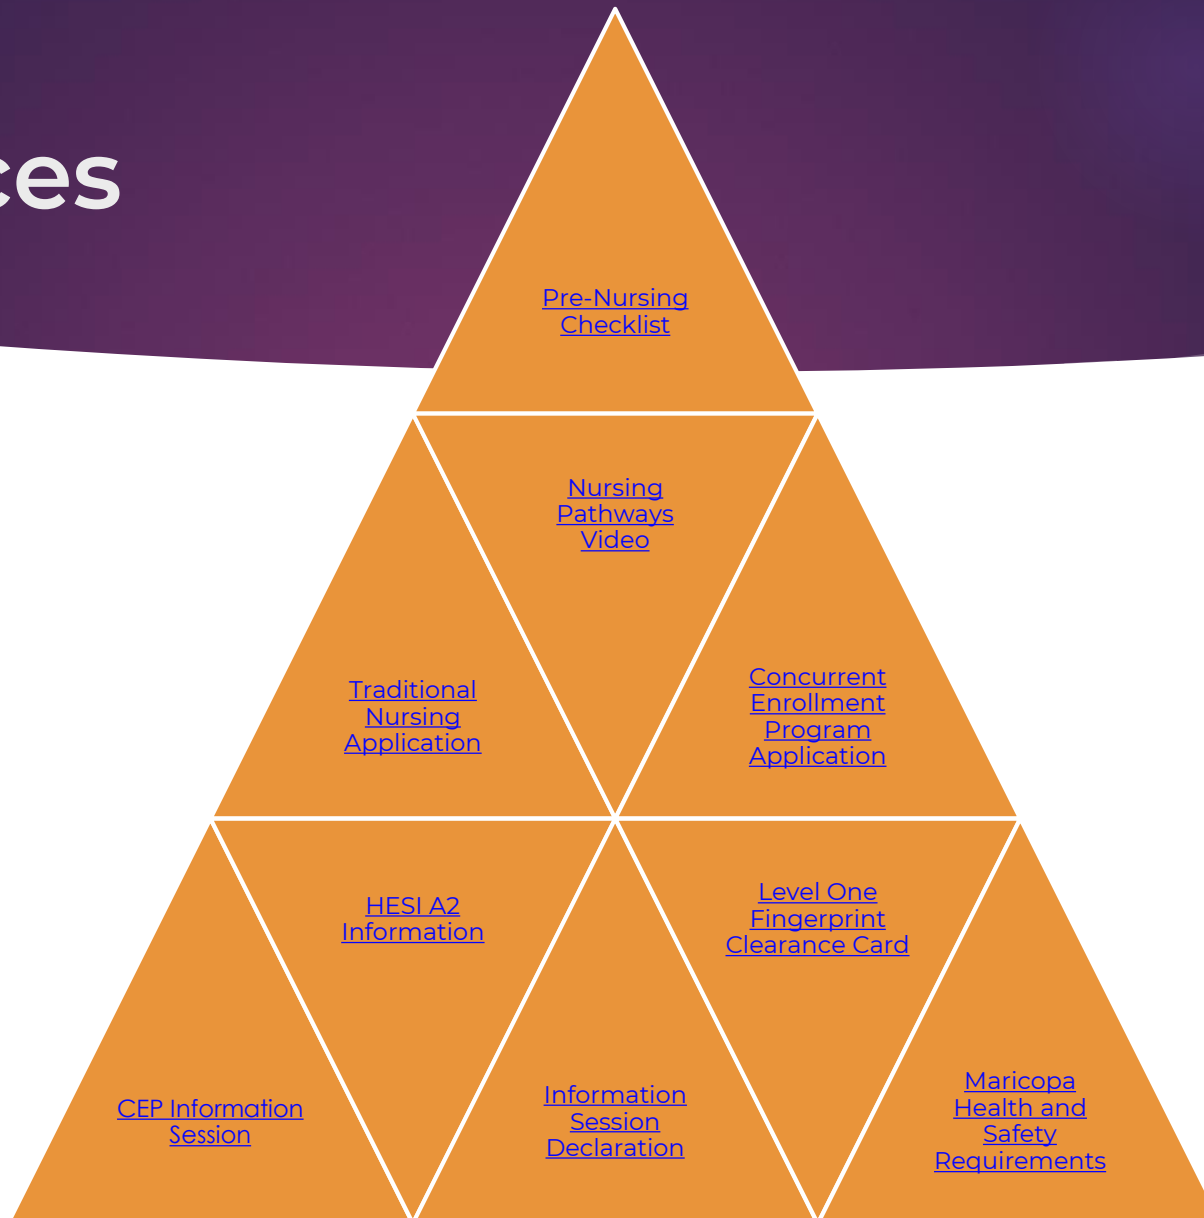 ces
Pre-Nursing
Checklist
Nursing
Pathways
Video
Traditional
Nursing
Application
Concurrent
Enrollment
Program
Application
HESI A2
Information
Level One
Fingerprint
Clearance Card
CEP Information
Session
Information
Session
Declaration
Maricopa
Health and
Safety
Requirements